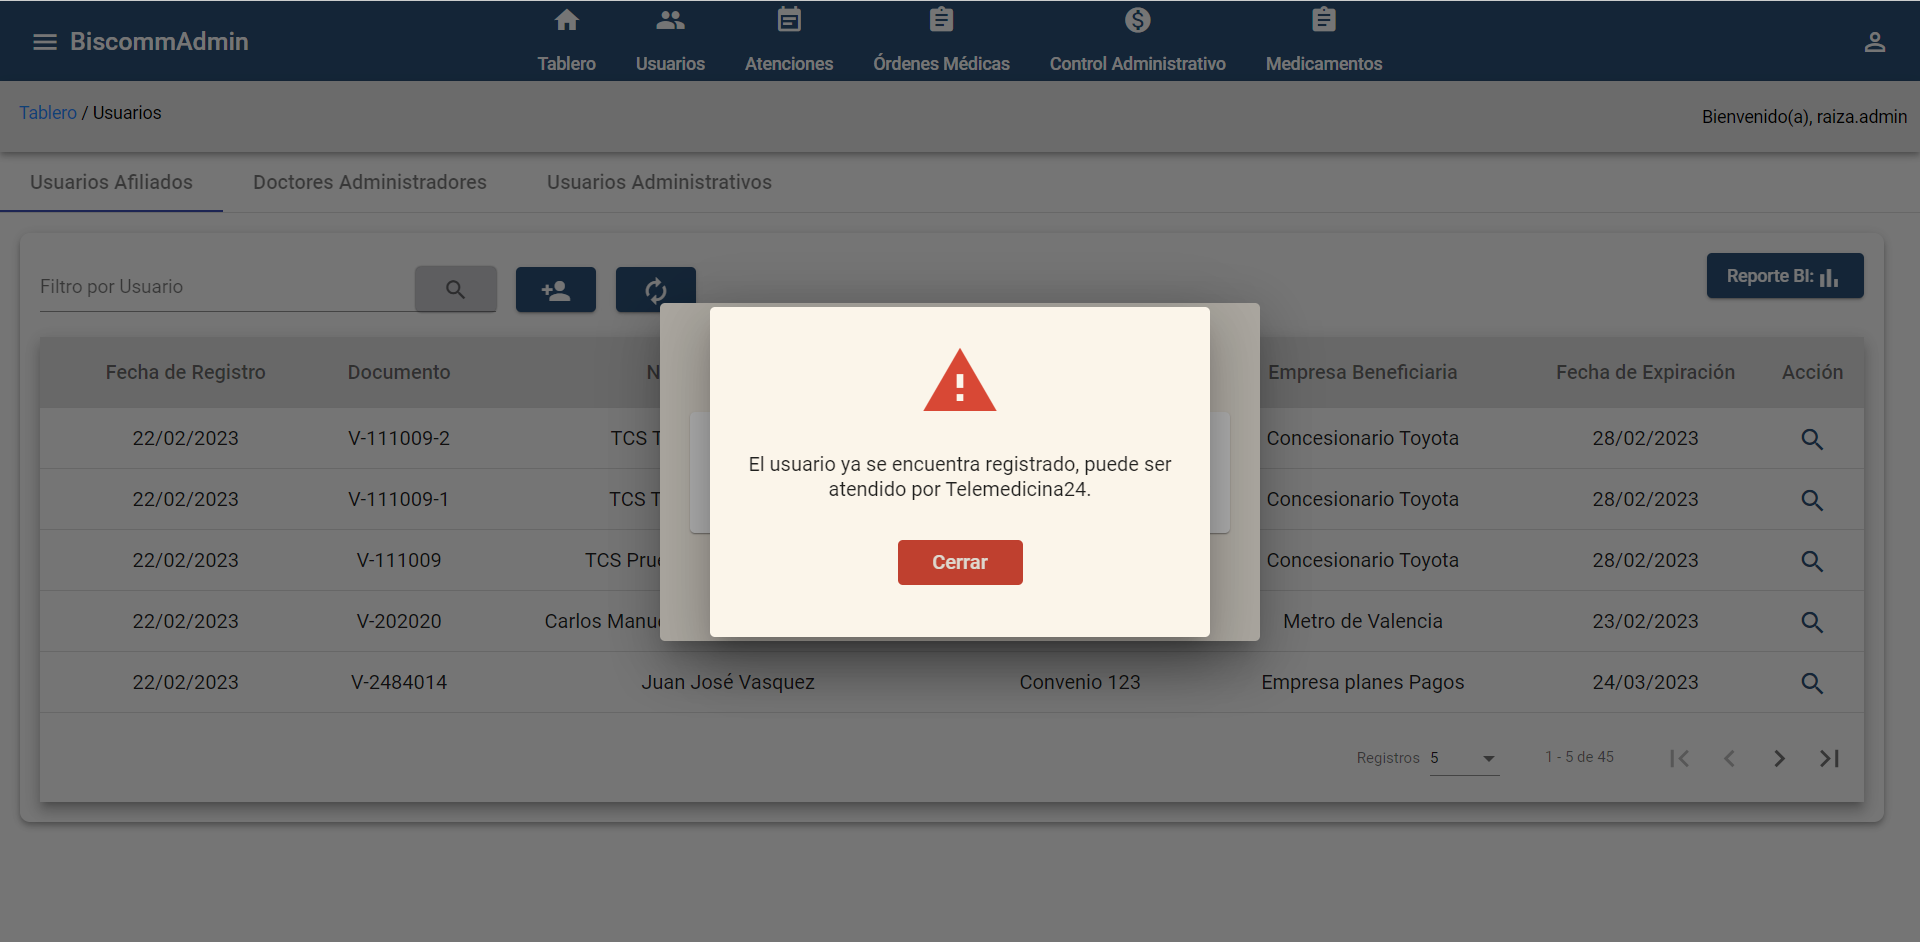 BiscommAdmin
Tablero
Usuarios
Atenciones
Órdenes Médicas
Control Administrativo
Medicamentos
Tablero / Usuarios
Bienvenido(a), raiza.admin
Usuarios Afiliados
Doctores Administradores
Usuarios Administrativos
Filtro por Usuario
Reporte BI:
Fecha de Registro Documento Empresa Beneficiaria Fecha de Expiración Acción
22/02/2023 V-111009-2 TCS Concesionario Toyota 28/02/2023
22/02/2023 V-111009-1 TCS Concesionario Toyota 28/02/2023
22/02/2023 V-111009 TCS Concesionario Toyota 28/02/2023
22/02/2023 V-202020 Carlos Metro de Valencia 23/02/2023
22/02/2023 V-2484014 Juan José Vasquez Convenio 123 Empresa planes Pagos 24/03/2023
El usuario ya se encuentra registrado, puede ser
atendido por Telemedicina24.
Cerrar
Registros 5 1 - 5 de 45